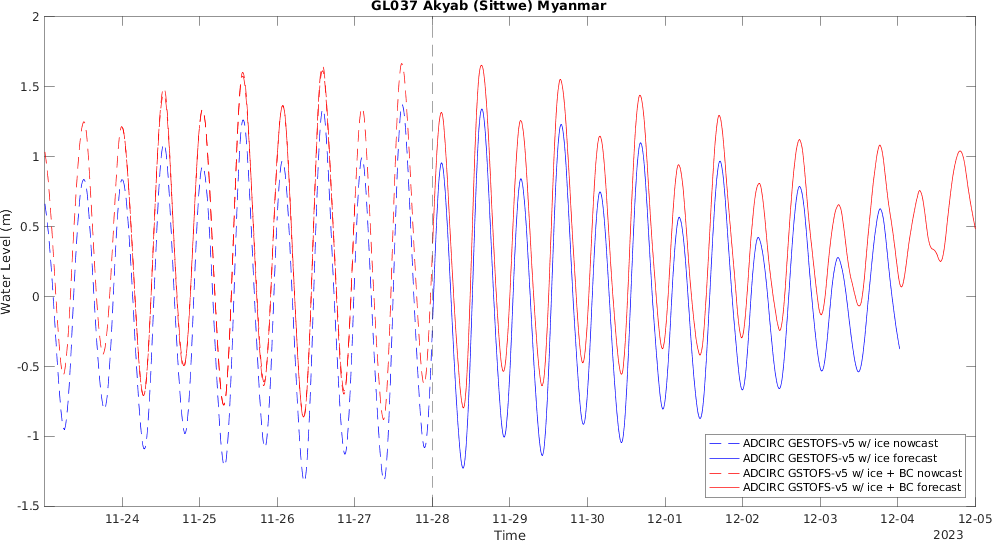 GL037 Akyab (Sittwe) Myanmar
2
1.5
1
0.5
0
-0.5
-1
-1.5
Water Level (m)
ADCIRC GESTOFS-v5 w/ ice nowcast
ADCIRC GESTOFS-v5 w/ ice forecast
ADCIRC GSTOFS-v5 w/ ice + BC nowcast
ADCIRC GSTOFS-v5 w/ ice + BC forecast
11-24 11-25 11-26 11-27 11-28 11-29 11-30 12-01 12-02 12-03 12-04 12-05
Time
2023